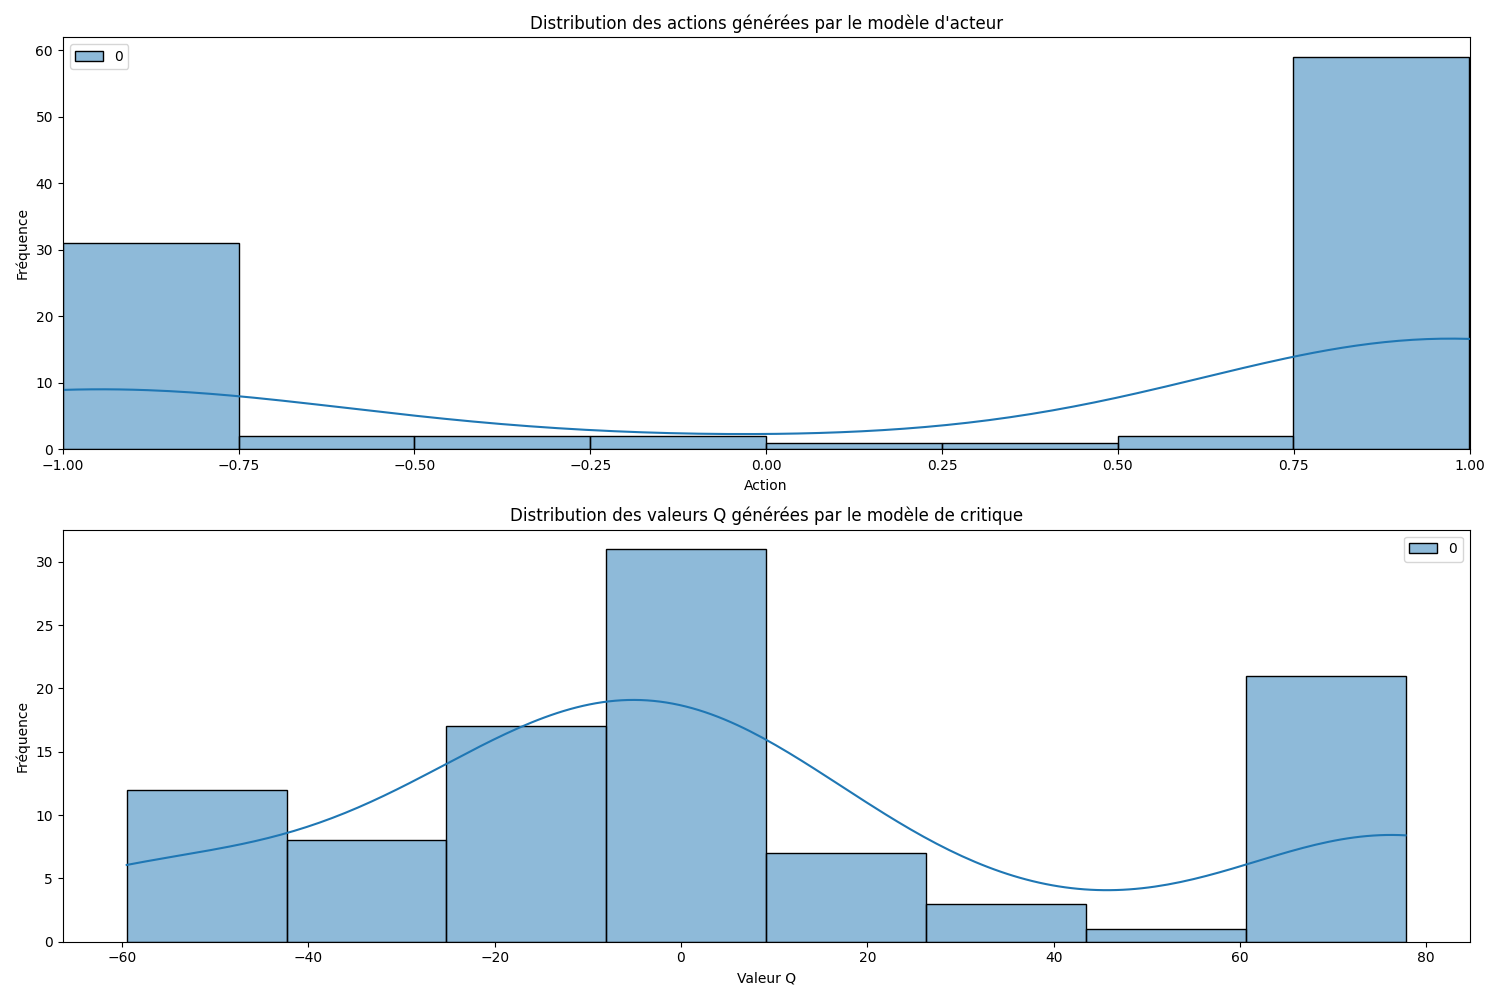 Distribution des actions générées par le modèle d'acteur
0
60
50
40
30
20
10
0
Fréquence
−1.00 −0.75 −0.50 −0.25 0.00 0.25 0.50 0.75 1.00
Action
Distribution des valeurs Q générées par le modèle de critique
0
30
25
20
15
10
5
0
Fréquence
−60 −40 −20 0 20 40 60 80
Valeur Q